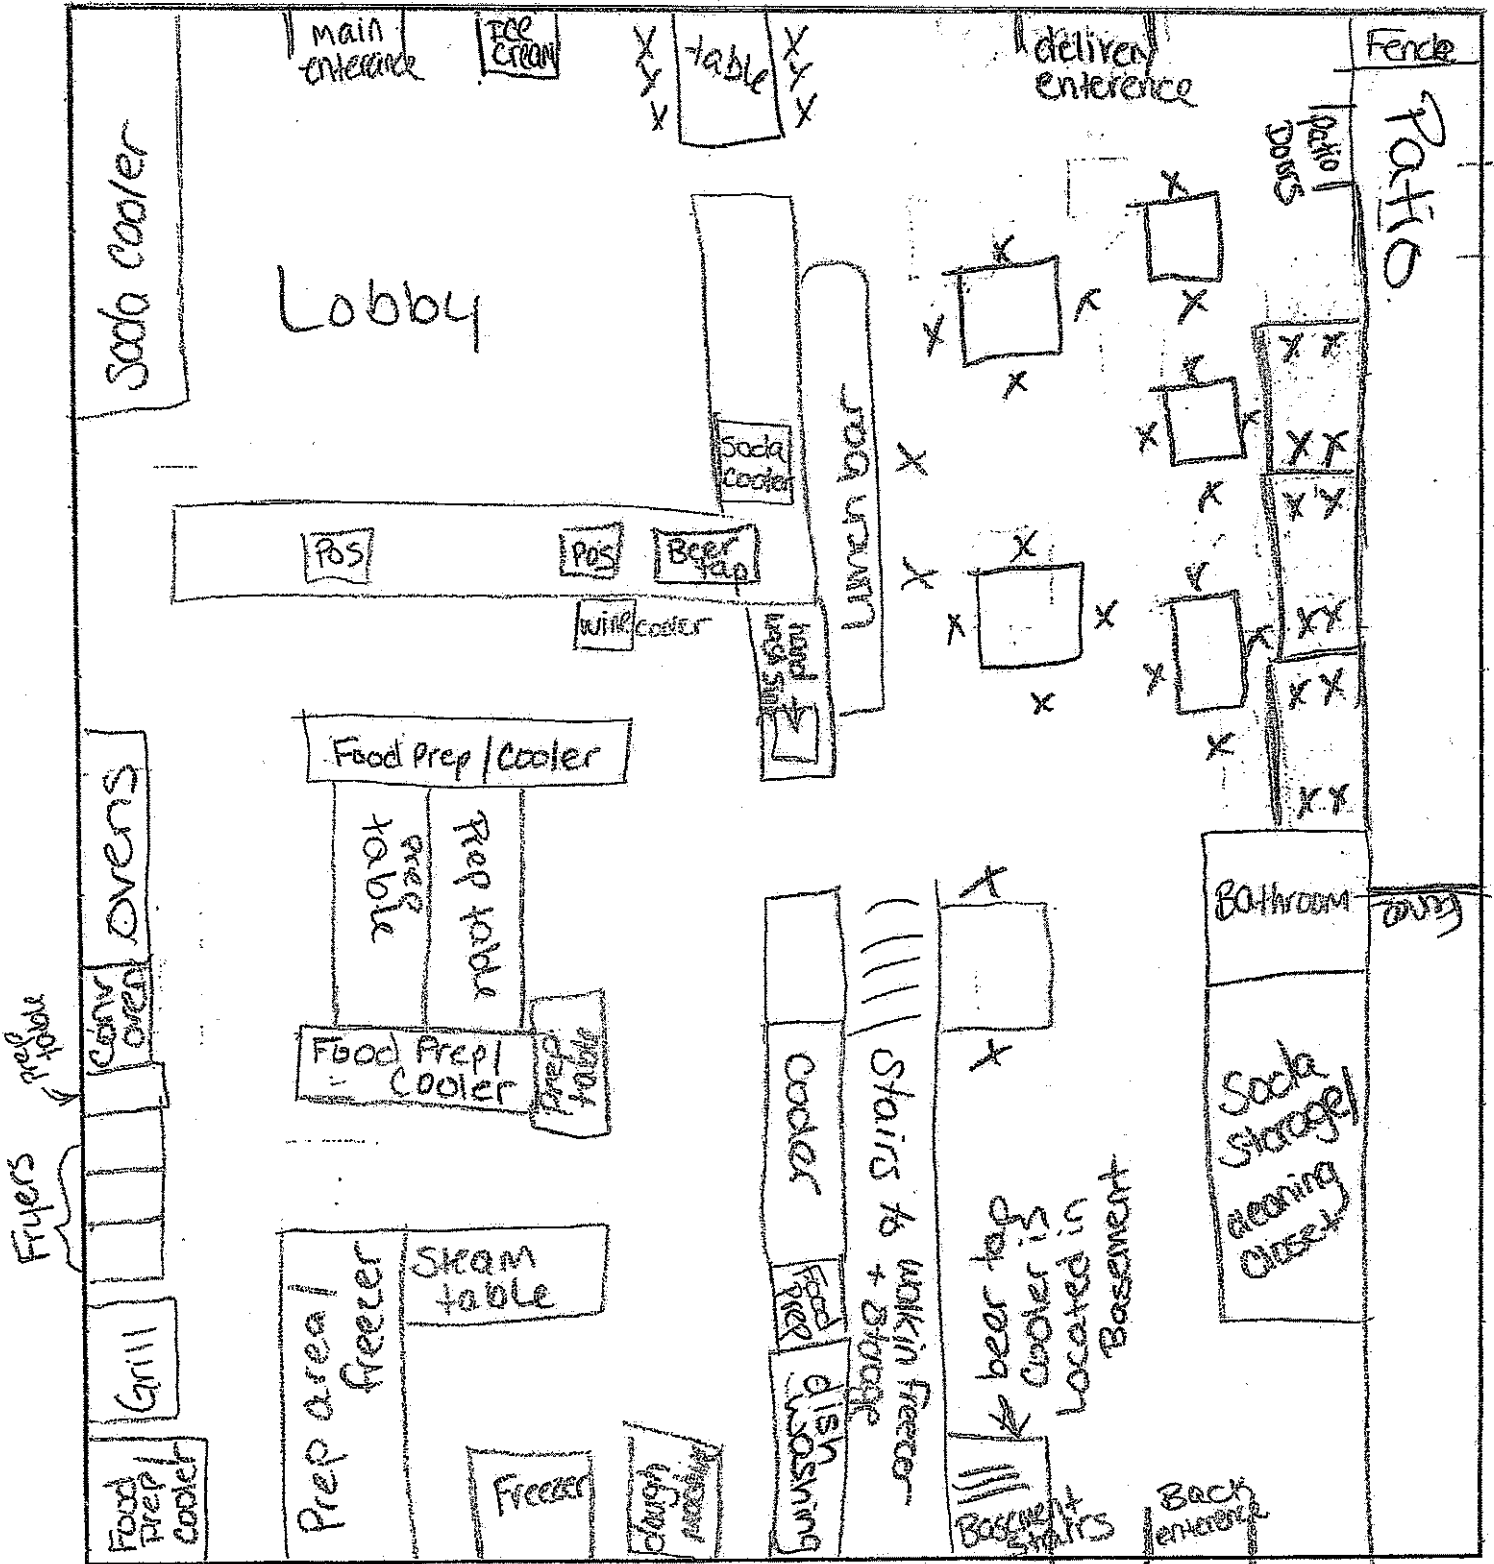 main
enterance
ICE
CREAM
table
delivery
enterence
Fence
Patio
patio
Doors
Soda cooler
Lobby
Soda
cooler
bar
POS
POS
Beer
tap
wine cooler
hand
sink
Food Prep / Cooler
prep
table
Prep table
ovens
Conv
oven
prep
table
Food Prep/
Cooler
prep
table
Fryers
Cooler
Stairs to walkin freezer
+ Storage
Bathroom
Fence
Soda
Storage/
cleaning
closet
beer tap
cooler is
Located in
Basement
Prep area/
freezer
Steam
table
Grill
Food
Prep
dish
washing
Food
Prep/
cooler
Freezer
dough
Basement
stairs
Back
enterence